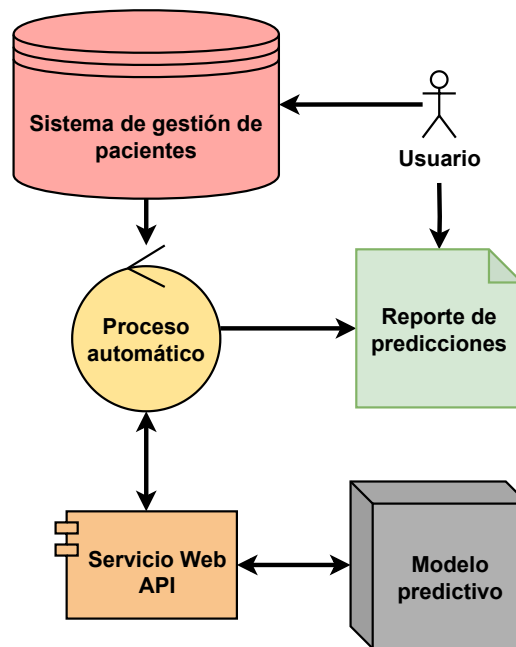 Sistema de gestión de
pacientes
Usuario
Proceso
automático
Reporte de
predicciones
Servicio Web
API
Modelo
predictivo